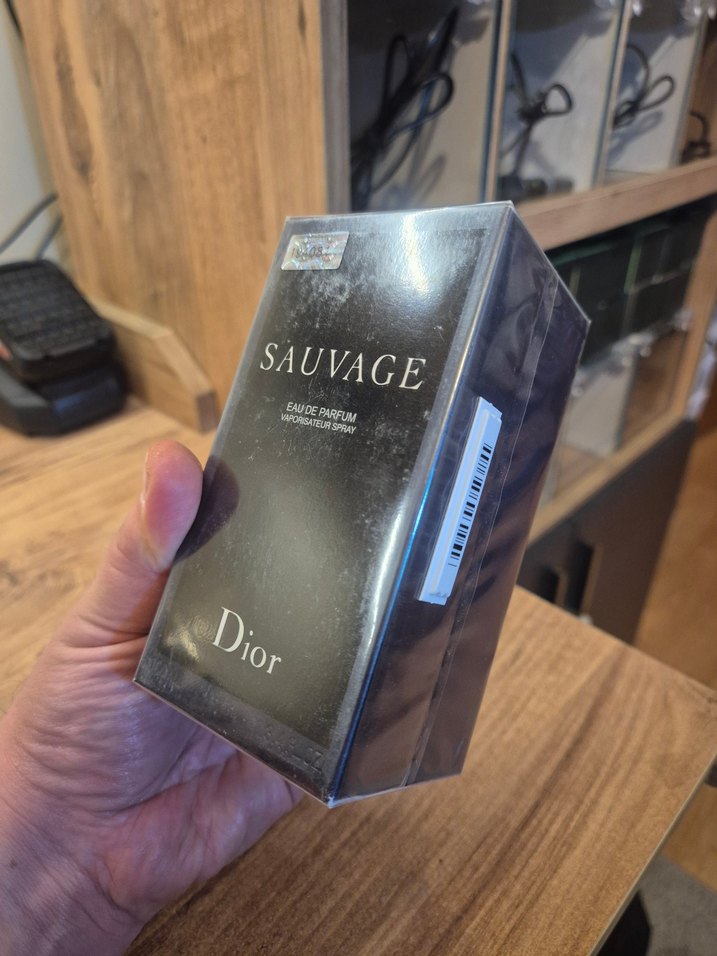 SAUVAGE
EAU DE PARFUM
VAPORISATEUR SPRAY
Dior